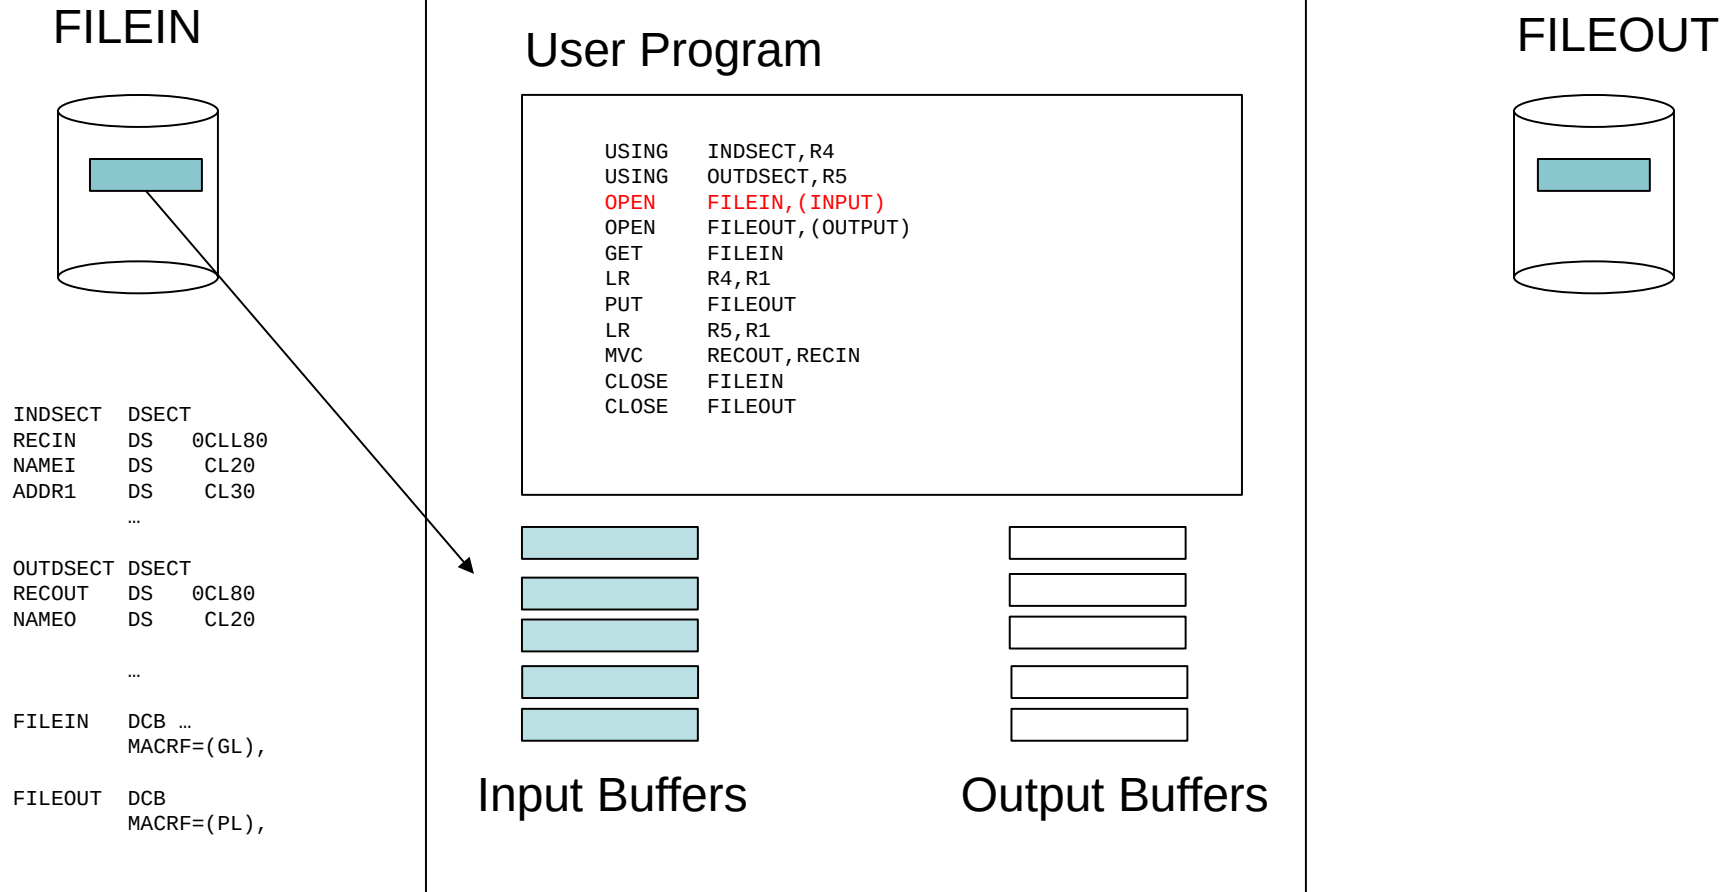 FILEIN
User Program
FILEOUT
USING   INDSECT,R4
USING   OUTDSECT,R5
OPEN    FILEIN,(INPUT)
OPEN    FILEOUT,(OUTPUT)
GET     FILEIN
LR      R4,R1
PUT     FILEOUT
LR      R5,R1
MVC     RECOUT,RECIN
CLOSE   FILEIN
CLOSE   FILEOUT
INDSECT  DSECT
RECIN    DS   0CLL80
NAMEI    DS    CL20
ADDR1    DS    CL30
         …
OUTDSECT DSECT
RECOUT   DS   0CL80
NAMEO    DS    CL20
         …
FILEIN   DCB …
         MACRF=(GL),
FILEOUT  DCB
         MACRF=(PL),
Input Buffers
Output Buffers